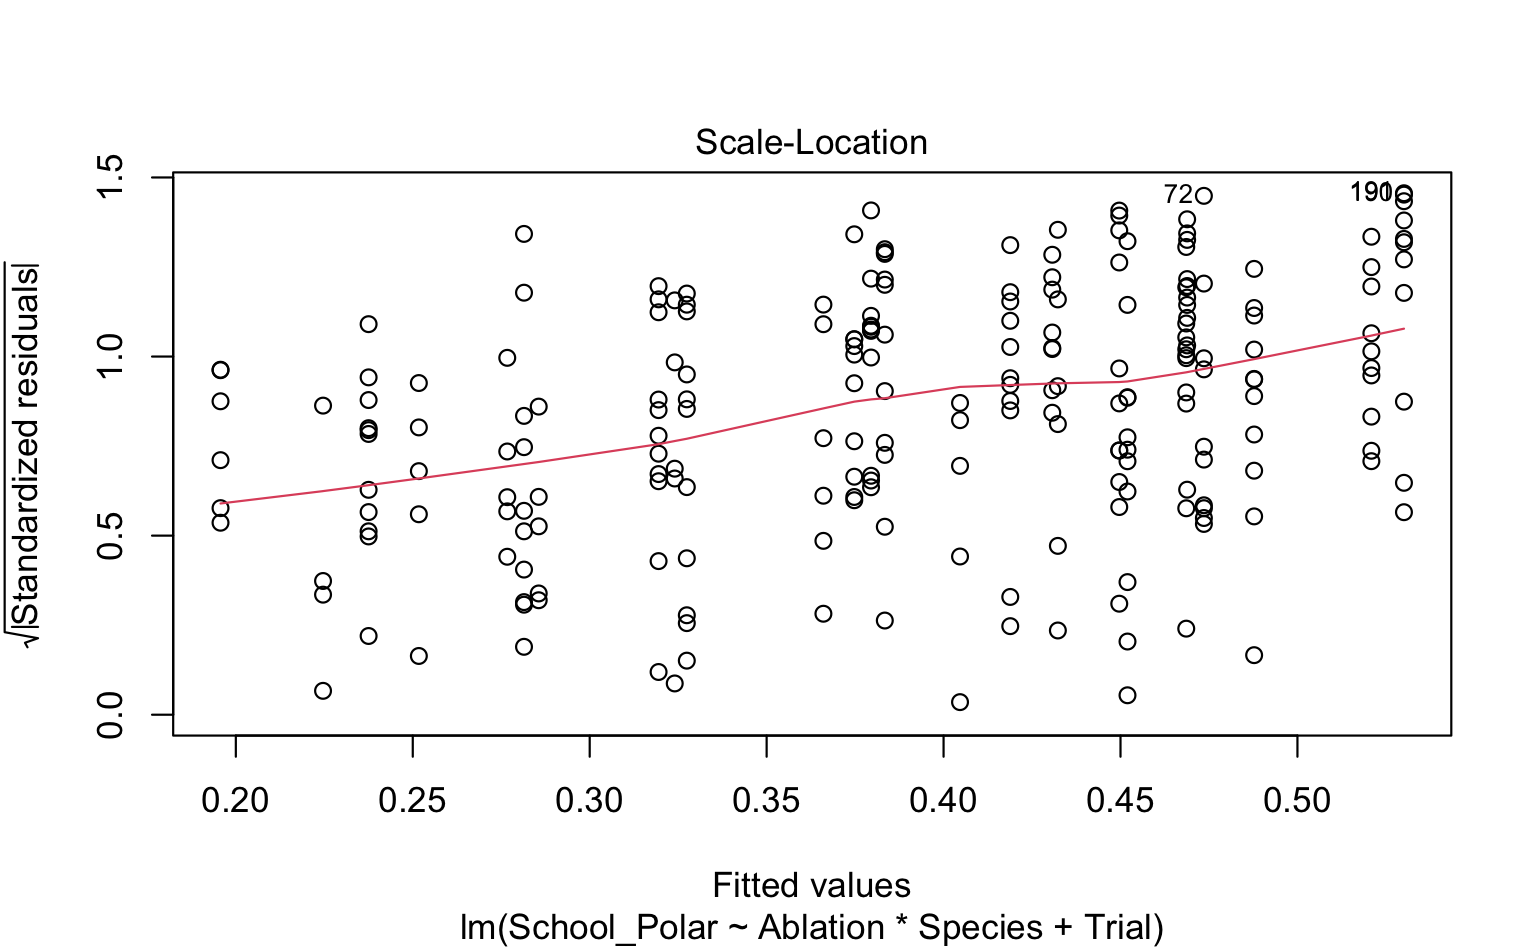 Scale-Location
√|Standardized residuals|
1.5
1.0
0.5
0.0
72
190
0.20 0.25 0.30 0.35 0.40 0.45 0.50
Fitted values
lm(School_Polar ~ Ablation * Species + Trial)